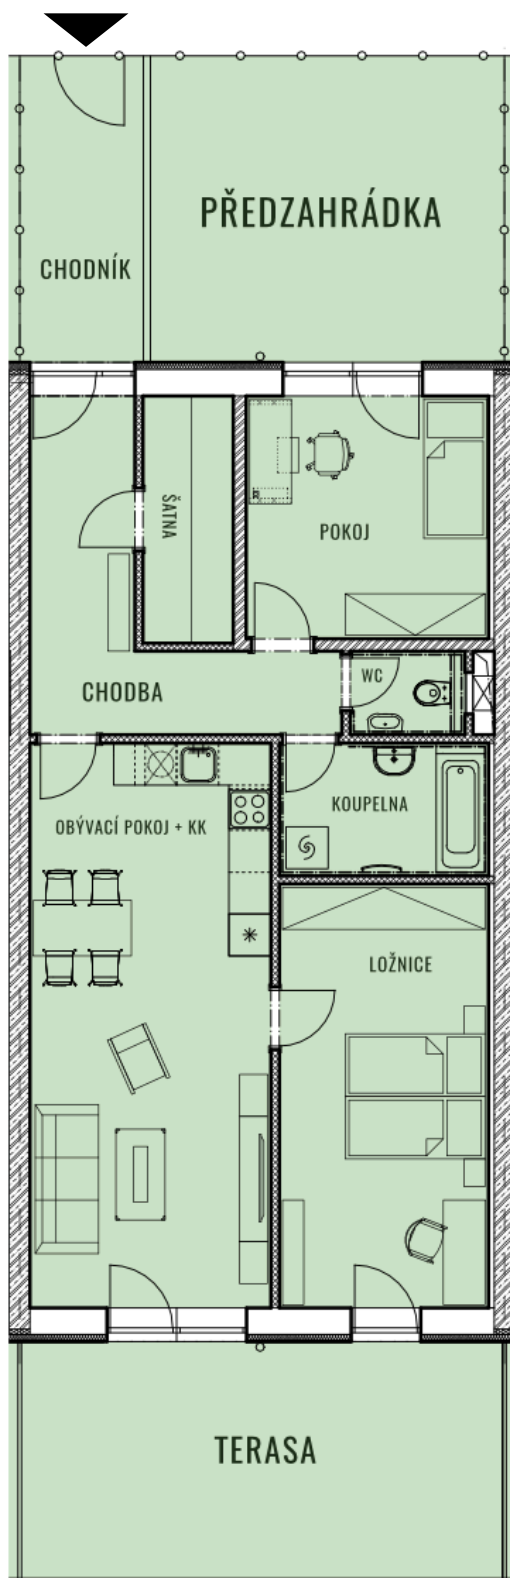 PŘEDZAHRÁDKA
CHODNÍK
ŠATNA
POKOJ
WC
CHODBA
KOUPELNA
OBÝVACÍ POKOJ + KK
LOŽNICE
TERASA